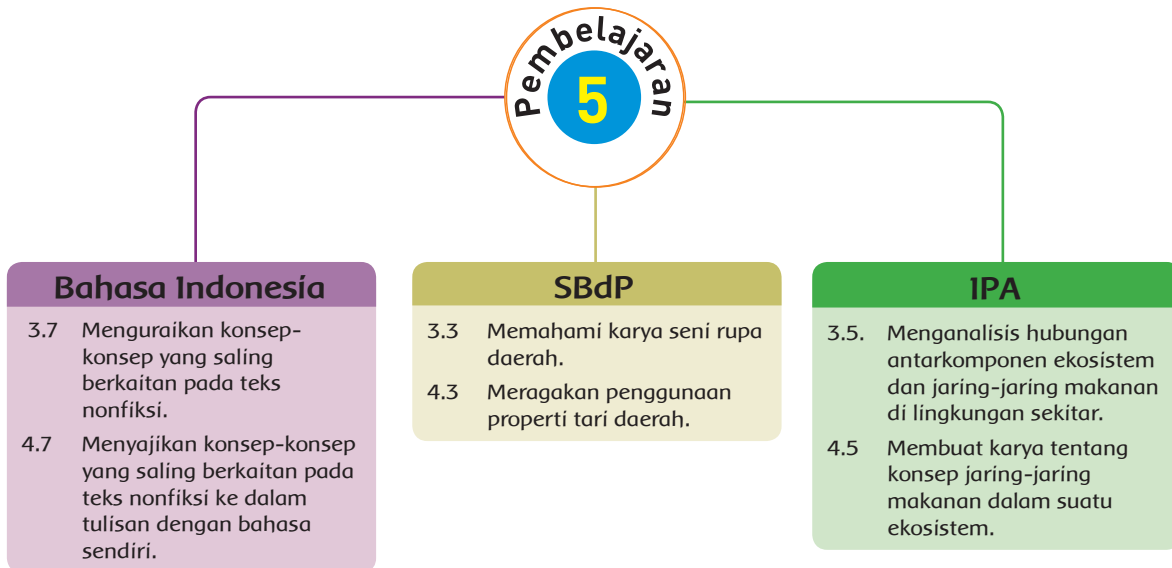 Pembelajaran
5
Bahasa Indonesia
3.7 Menguraikan konsep-
konsep yang saling
berkaitan pada teks
nonfiksi.
4.7 Menyajikan konsep-konsep
yang saling berkaitan pada
teks nonfiksi ke dalam
tulisan dengan bahasa
sendiri.
SBdP
3.3 Memahami karya seni rupa
daerah.
4.3 Meragakan penggunaan
properti tari daerah.
IPA
3.5. Menganalisis hubungan
antarkomponen ekosistem
dan jaring-jaring makanan
di lingkungan sekitar.
4.5 Membuat karya tentang
konsep jaring-jaring
makanan dalam suatu
ekosistem.